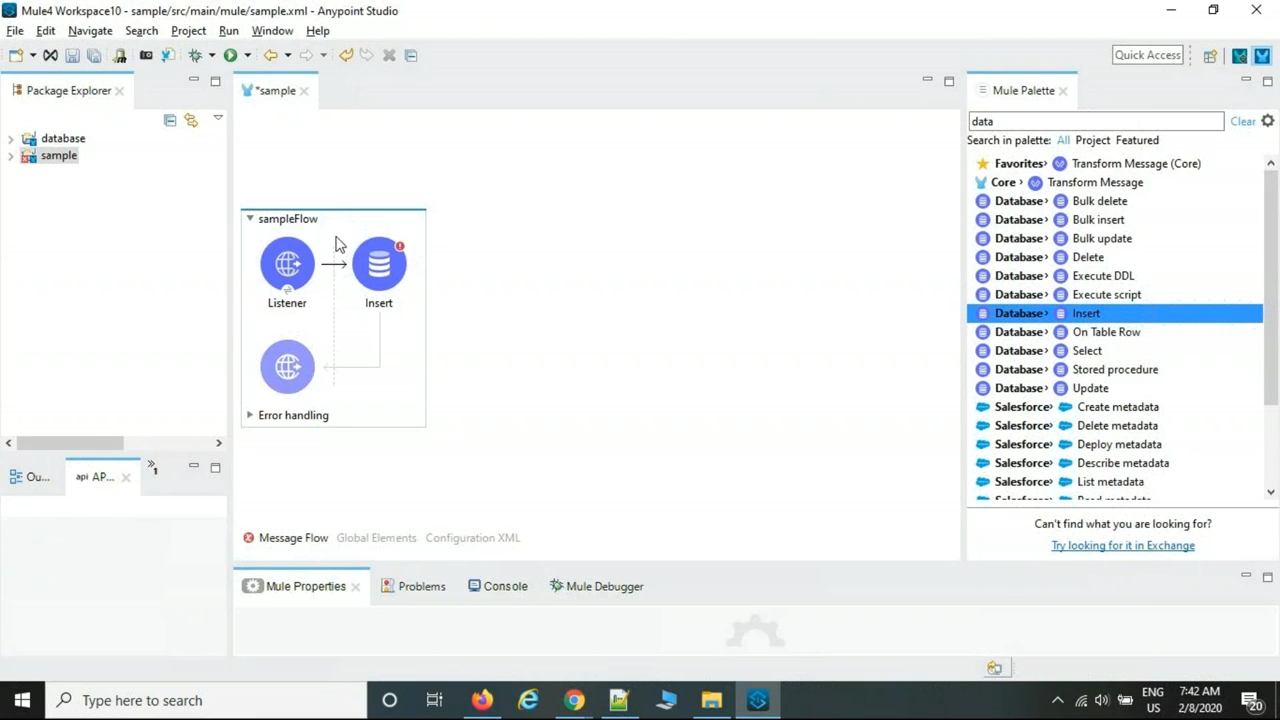 Mule4 Workspace10 - sample/src/main/mule/sample.xml - Anypoint Studio
File Edit Navigate Search Project Run Window Help
Quick Access
Package Explorer
*sample
Mule Palette
data
Clear
Search in palette: All Project Featured
database
sample
sampleFlow
Listener
Insert
Error handling
Favorites› Transform Message (Core)
Core › Transform Message
Database› Bulk delete
Database› Bulk insert
Database› Bulk update
Database› Delete
Database› Execute DDL
Database› Execute script
Database› Insert
Database› On Table Row
Database› Select
Database› Stored procedure
Database› Update
Salesforce› Create metadata
Salesforce› Delete metadata
Salesforce› Deploy metadata
Salesforce› Describe metadata
Salesforce› List metadata
Can't find what you are looking for?
Try looking for it in Exchange
Ou...
api AP...
»1
Message Flow Global Elements Configuration XML
Mule Properties Problems Console Mule Debugger
Type here to search
ENG
US
7:42 AM
2/8/2020
20